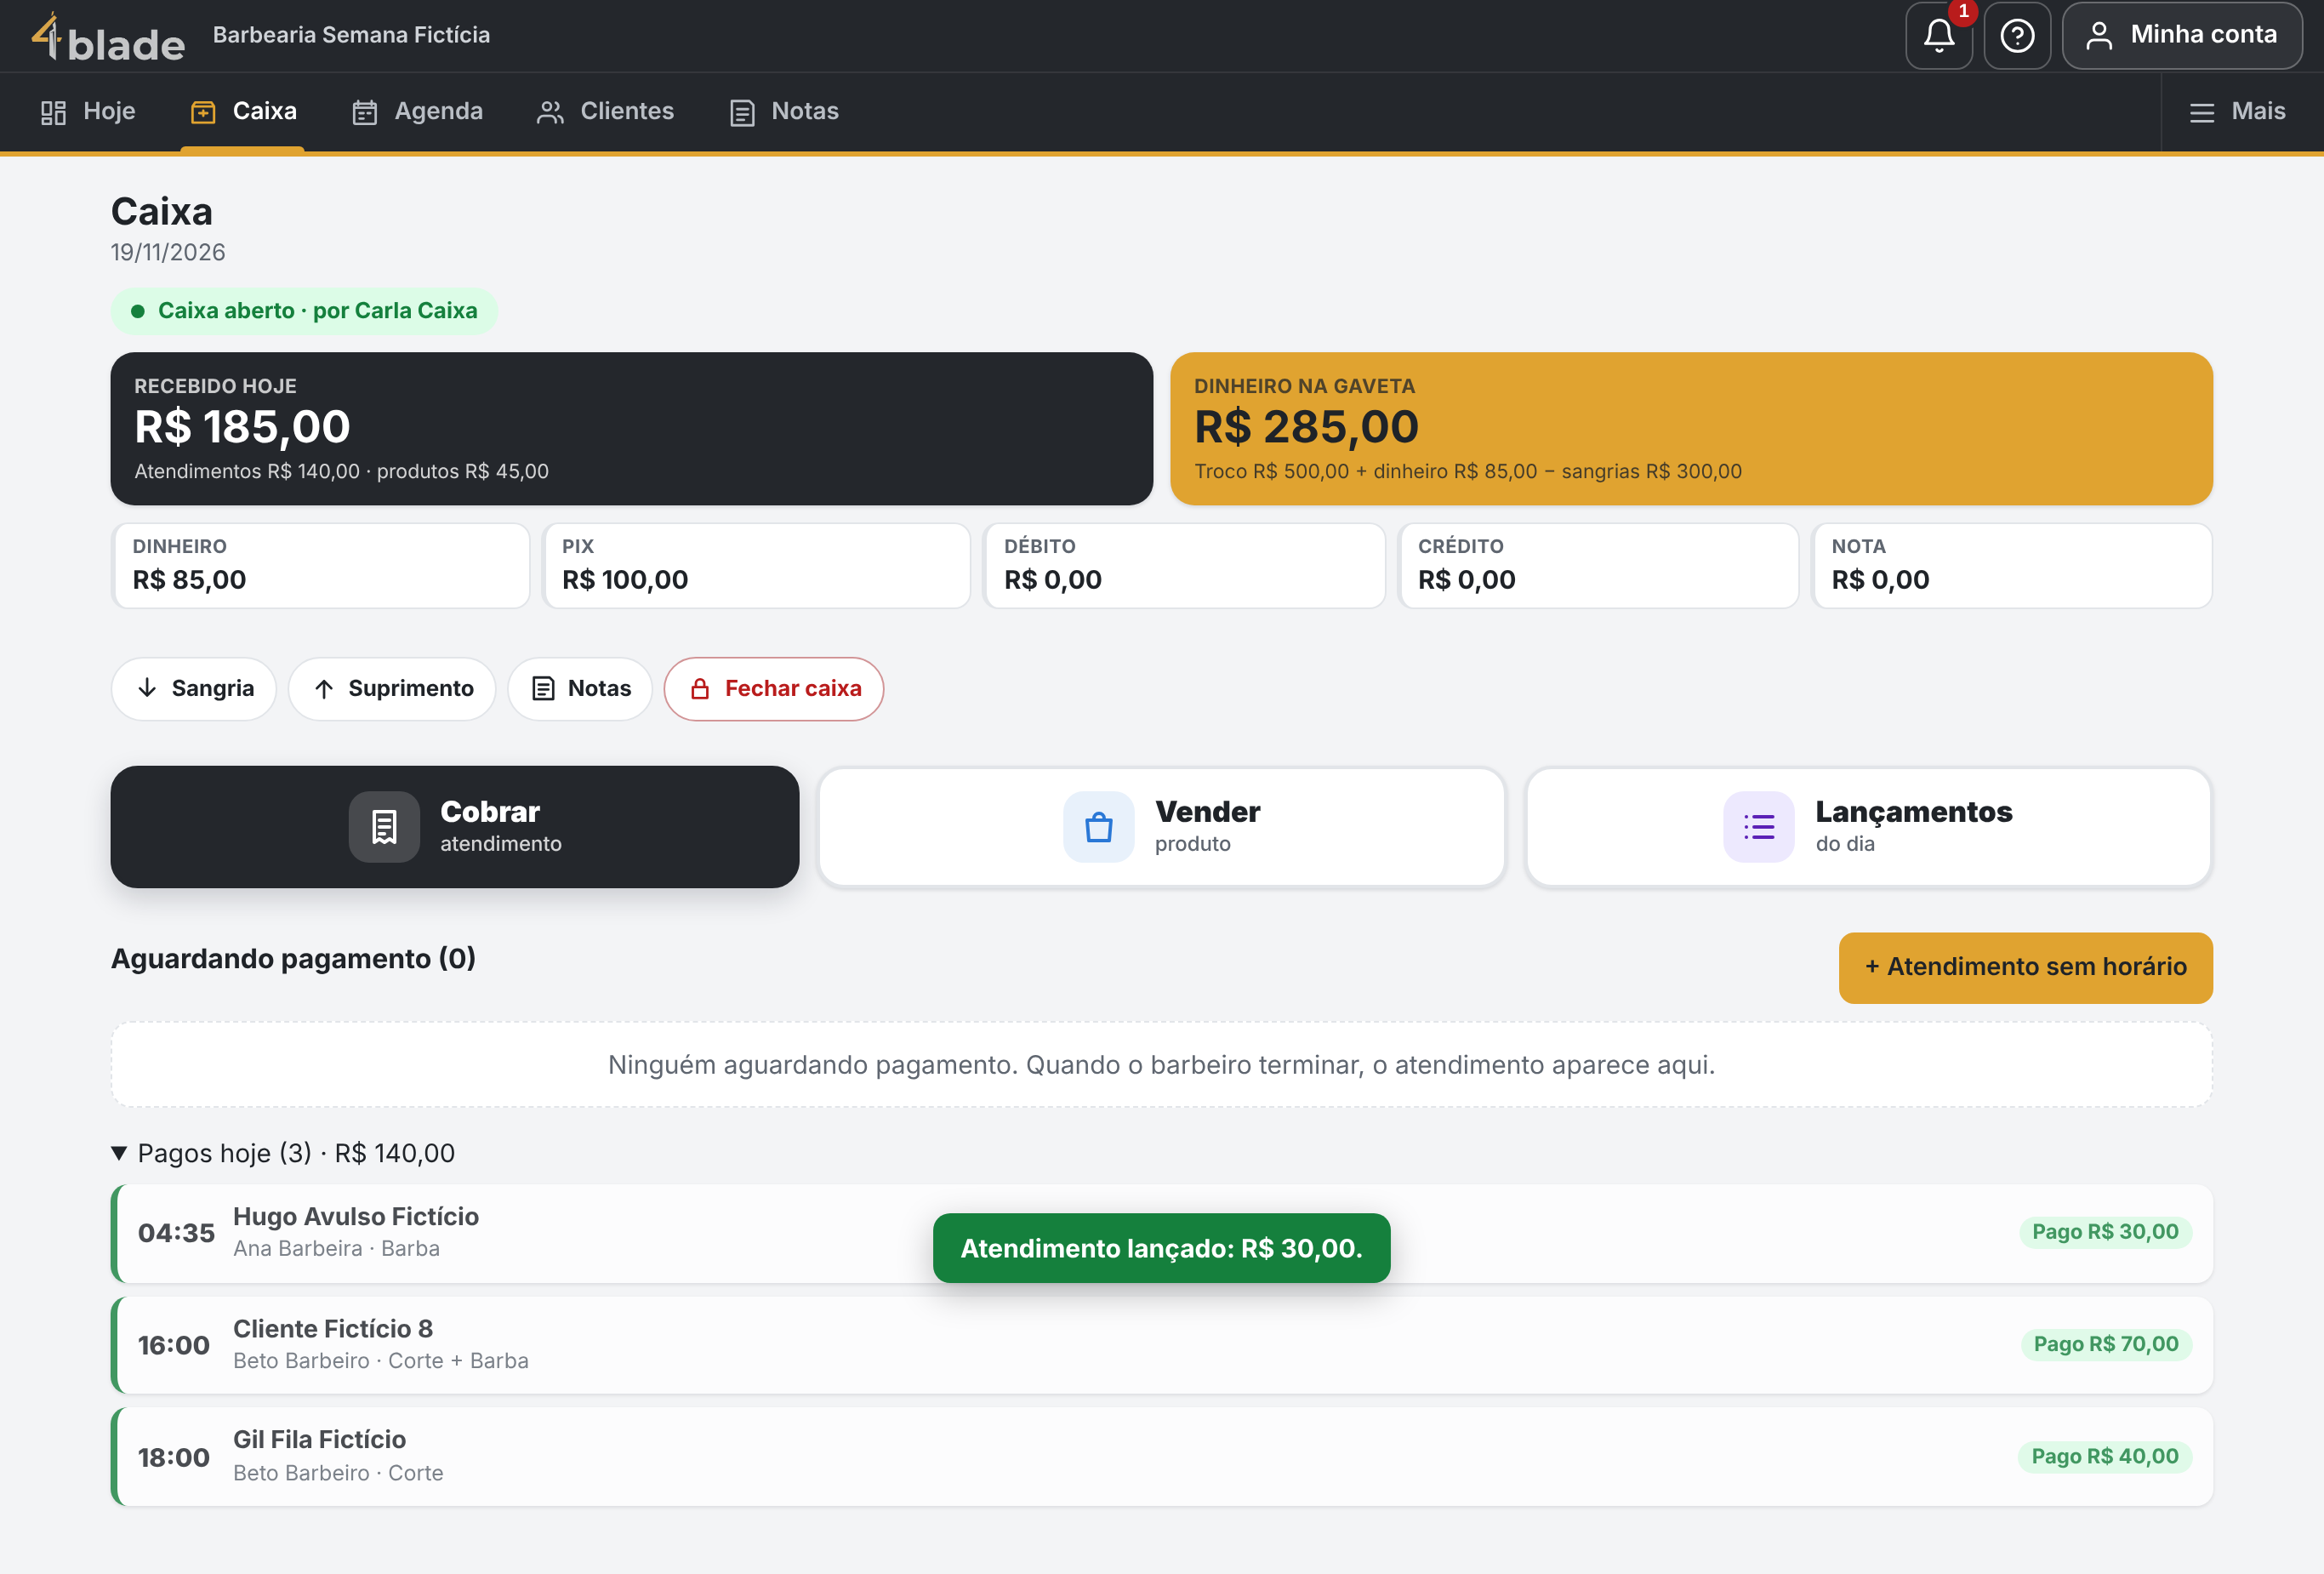 4blade
Barbearia Semana Fictícia
1
Minha conta
Hoje
Caixa
Agenda
Clientes
Notas
Mais
Caixa
19/11/2026
Caixa aberto · por Carla Caixa
RECEBIDO HOJE
R$ 185,00
Atendimentos R$ 140,00 · produtos R$ 45,00
DINHEIRO NA GAVETA
R$ 285,00
Troco R$ 500,00 + dinheiro R$ 85,00 − sangrias R$ 300,00
DINHEIRO
R$ 85,00
PIX
R$ 100,00
DÉBITO
R$ 0,00
CRÉDITO
R$ 0,00
NOTA
R$ 0,00
Sangria
Suprimento
Notas
Fechar caixa
Cobrar
atendimento
Vender
produto
Lançamentos
do dia
Aguardando pagamento (0)
+ Atendimento sem horário
Ninguém aguardando pagamento. Quando o barbeiro terminar, o atendimento aparece aqui.
Pagos hoje (3) · R$ 140,00
04:35
Hugo Avulso Fictício
Ana Barbeira · Barba
Pago R$ 30,00
Atendimento lançado: R$ 30,00.
16:00
Cliente Fictício 8
Beto Barbeiro · Corte + Barba
Pago R$ 70,00
18:00
Gil Fila Fictício
Beto Barbeiro · Corte
Pago R$ 40,00